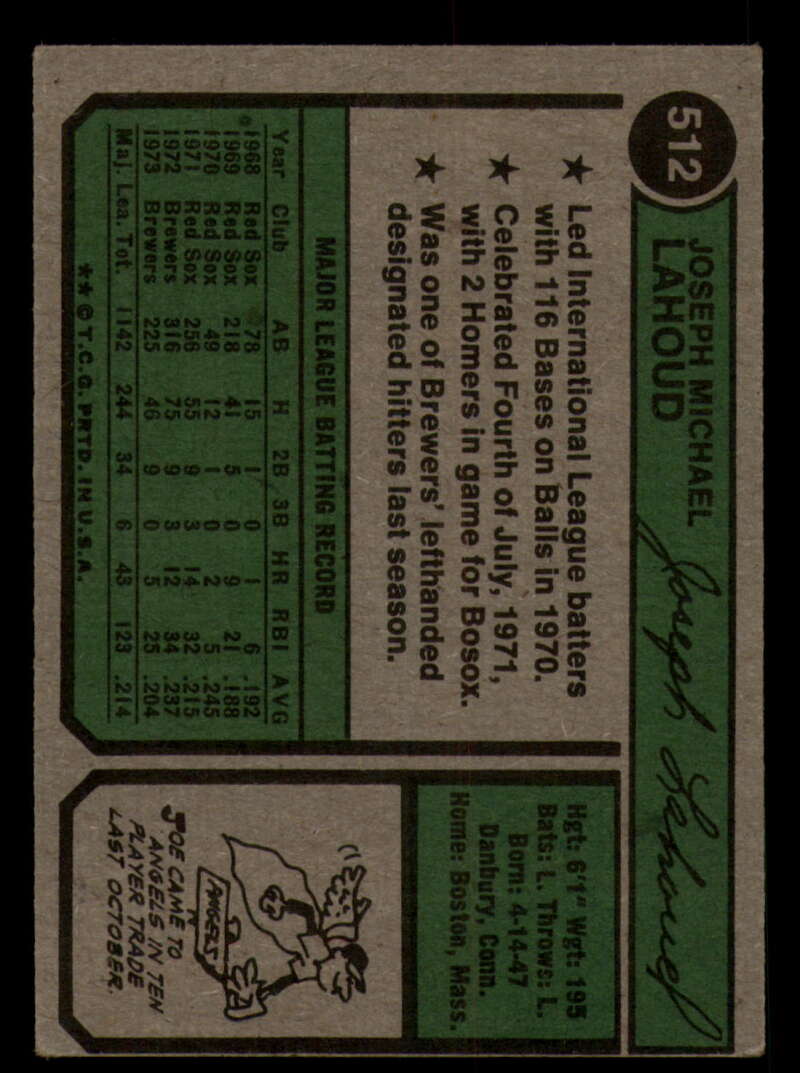 512
JOSEPH MICHAEL
LAHOUD
Joseph Lahoud
★ Led International League batters
with 116 Bases on Balls in 1970.
★ Celebrated Fourth of July, 1971,
with 2 Homers in game for Bosox.
★ Was one of Brewers' lefthanded
designated hitters last season.
MAJOR LEAGUE BATTING RECORD
Year Club AB H 2B 3B HR RBI AVG
1968 Red Sox 78 15 1 0 1 6 .192
1969 Red Sox 218 41 5 0 9 21 .188
1970 Red Sox 49 12 1 0 2 5 .245
1971 Red Sox 256 55 9 3 14 32 .215
1972 Brewers 316 75 9 3 12 34 .237
1973 Brewers 225 46 9 0 5 25 .204
Maj. Lea. Tot. 1142 244 34 6 43 123 .214
★★©T.C.G. PRTD. IN U.S.A.
Hgt: 6'1" Wgt: 195
Bats: L. Throws: L.
Born: 4-14-47
Danbury, Conn.
Home: Boston, Mass.
ANGELS
JOE CAME TO
ANGELS IN TEN
PLAYER TRADE
LAST OCTOBER.